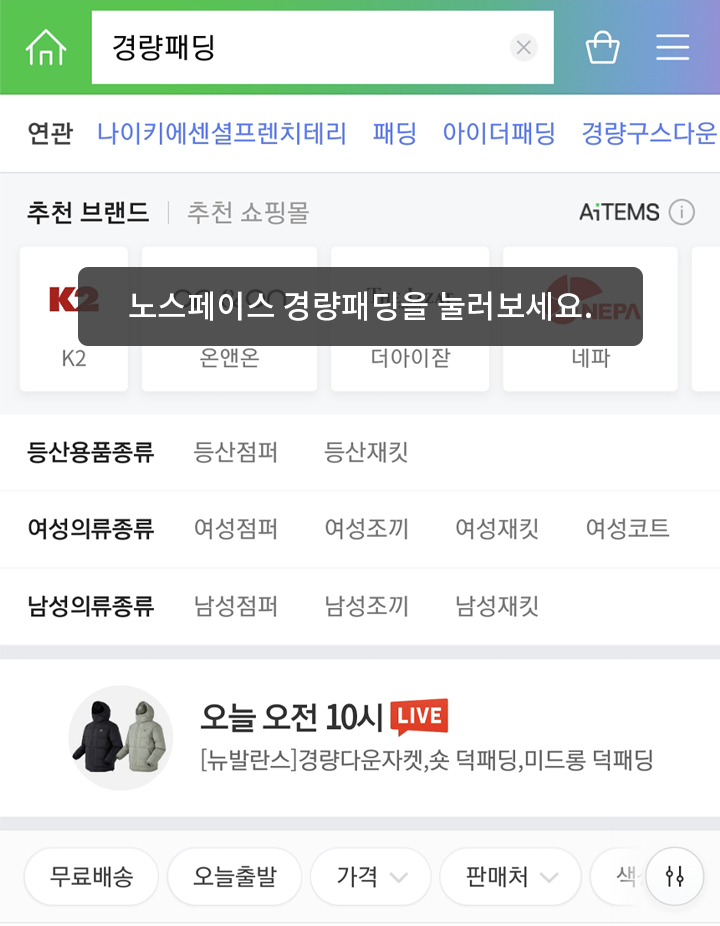 경량패딩
연관 나이키에센셜프렌치테리 패딩 아이더패딩 경량구스다운
추천 브랜드 추천 쇼핑몰 AiTEMS
K2 NEPA
노스페이스 경량패딩을 눌러보세요.
K2 온앤온 더아이잗 네파
등산용품종류 등산점퍼 등산재킷
여성의류종류 여성점퍼 여성조끼 여성재킷 여성코트
남성의류종류 남성점퍼 남성조끼 남성재킷
오늘 오전 10시 LIVE
[뉴발란스]경량다운자켓,숏 덕패딩,미드롱 덕패딩
무료배송 오늘출발 가격 판매처 색